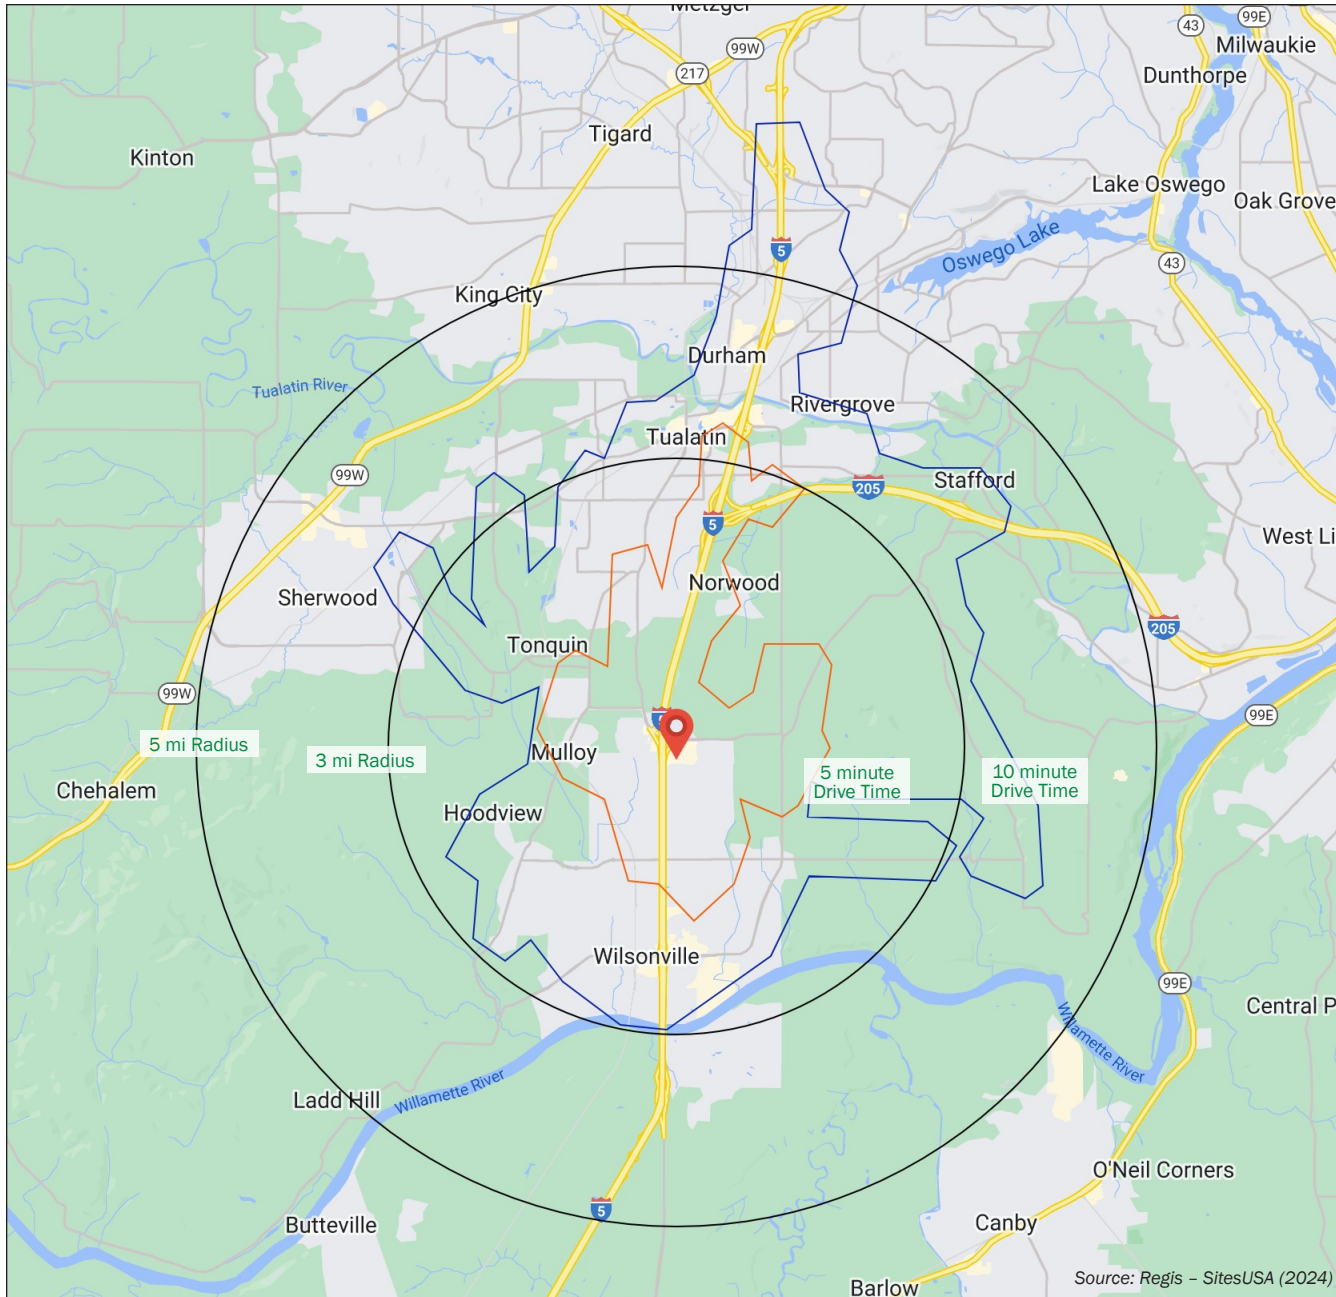 Metzger
99E
43
99W
Milwaukie
217
Dunthorpe
Tigard
Kinton
Lake Oswego
Oak Grove
Oswego Lake
5
43
King City
Durham
Tualatin River
Rivergrove
Tualatin
99W
Stafford
205
5
West Li
Norwood
Sherwood
205
Tonquin
99W
99E
5 mi Radius
Mulloy
3 mi Radius
5 minute
Drive Time
10 minute
Drive Time
Chehalem
Hoodview
Wilsonville
99E
Central P
Willamette River
Willamette River
Ladd Hill
O'Neil Corners
5
Butteville
Canby
Source: Regis – SitesUSA (2024)
Barlow